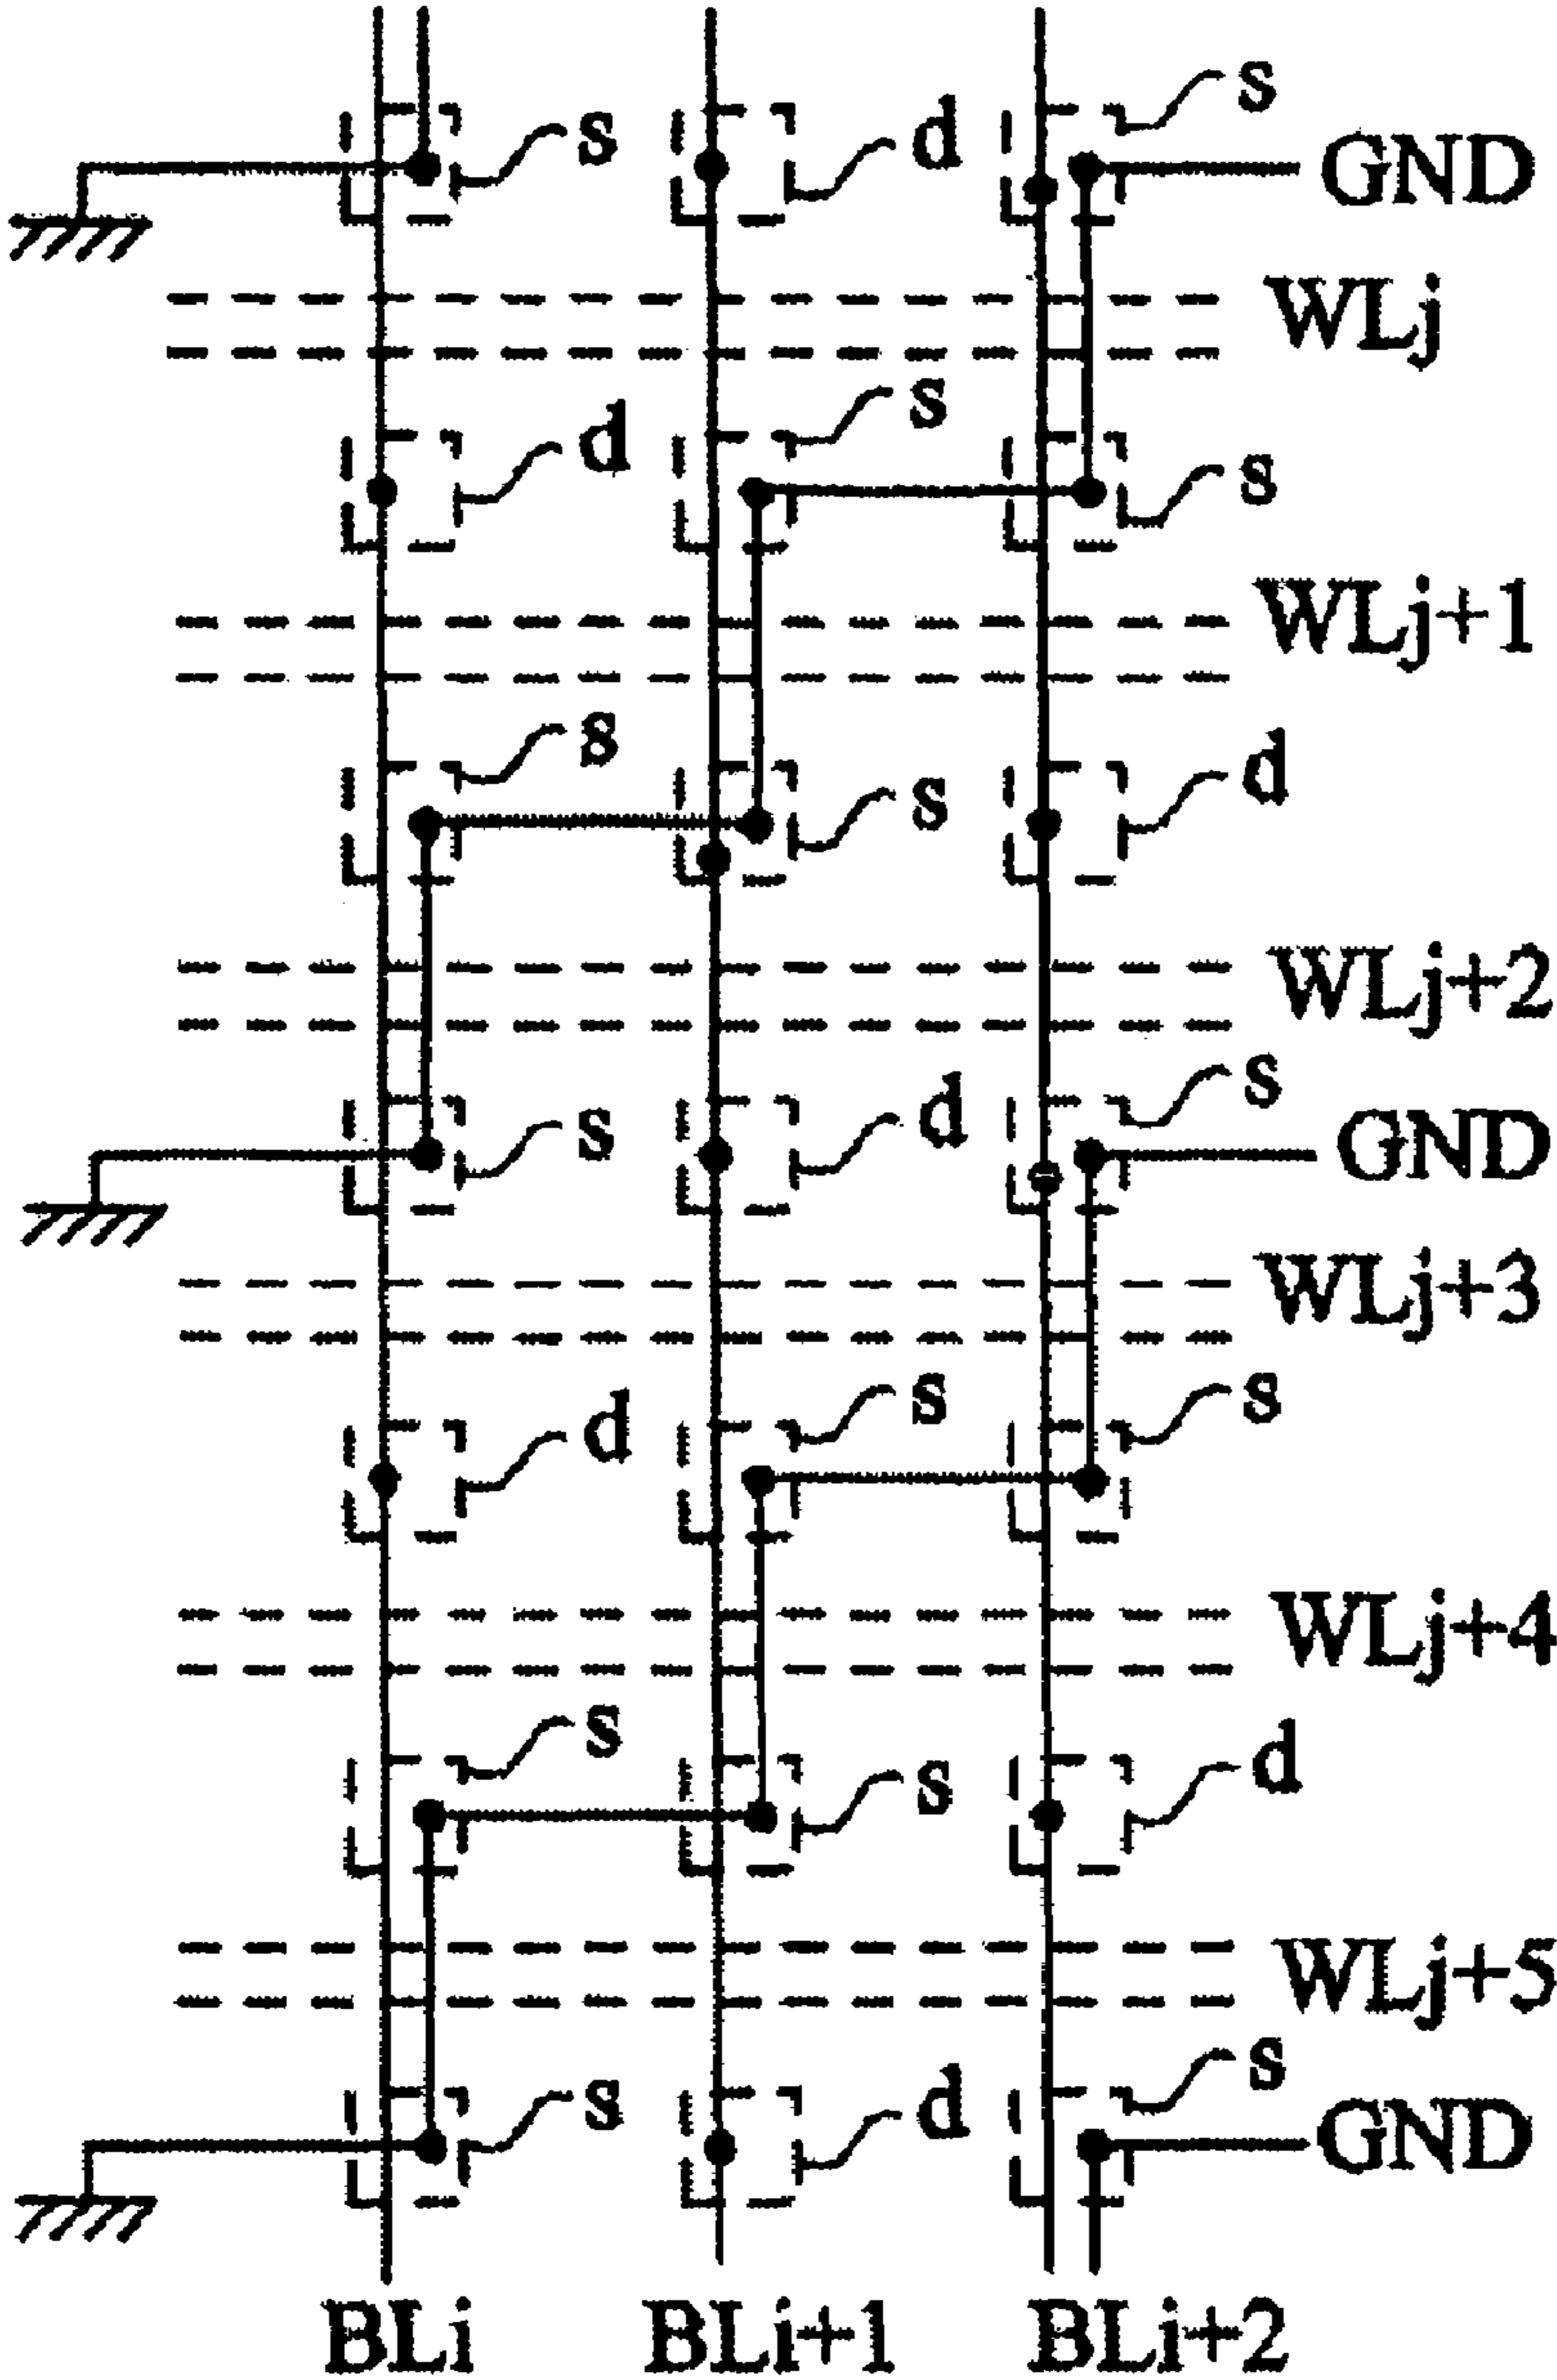 s d s
GND
WLj
d s s
WLj+1
s s d
WLj+2
s d s
GND
WLj+3
d s s
WLj+4
s s d
WLj+5
s d s
GND
BLi BLi+1 BLi+2